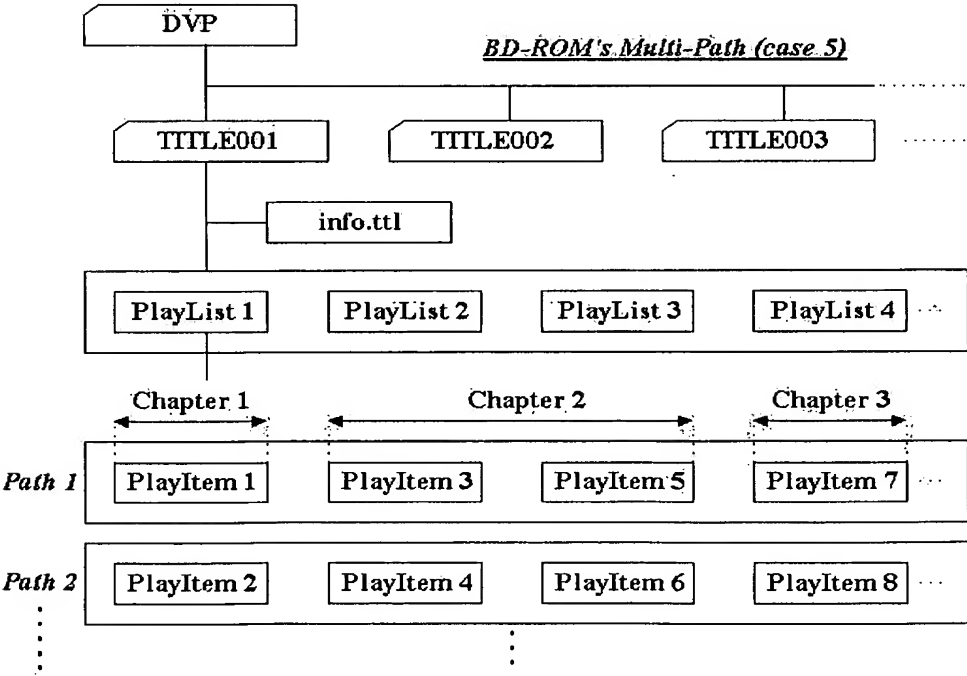 DVP
BD-ROM's Multi-Path (case 5)
TITLE001 TITLE002 TITLE003
info.ttl
PlayList 1 PlayList 2 PlayList 3 PlayList 4
Chapter 1 Chapter 2 Chapter 3
Path 1 PlayItem 1 PlayItem 3 PlayItem 5 PlayItem 7
Path 2 PlayItem 2 PlayItem 4 PlayItem 6 PlayItem 8